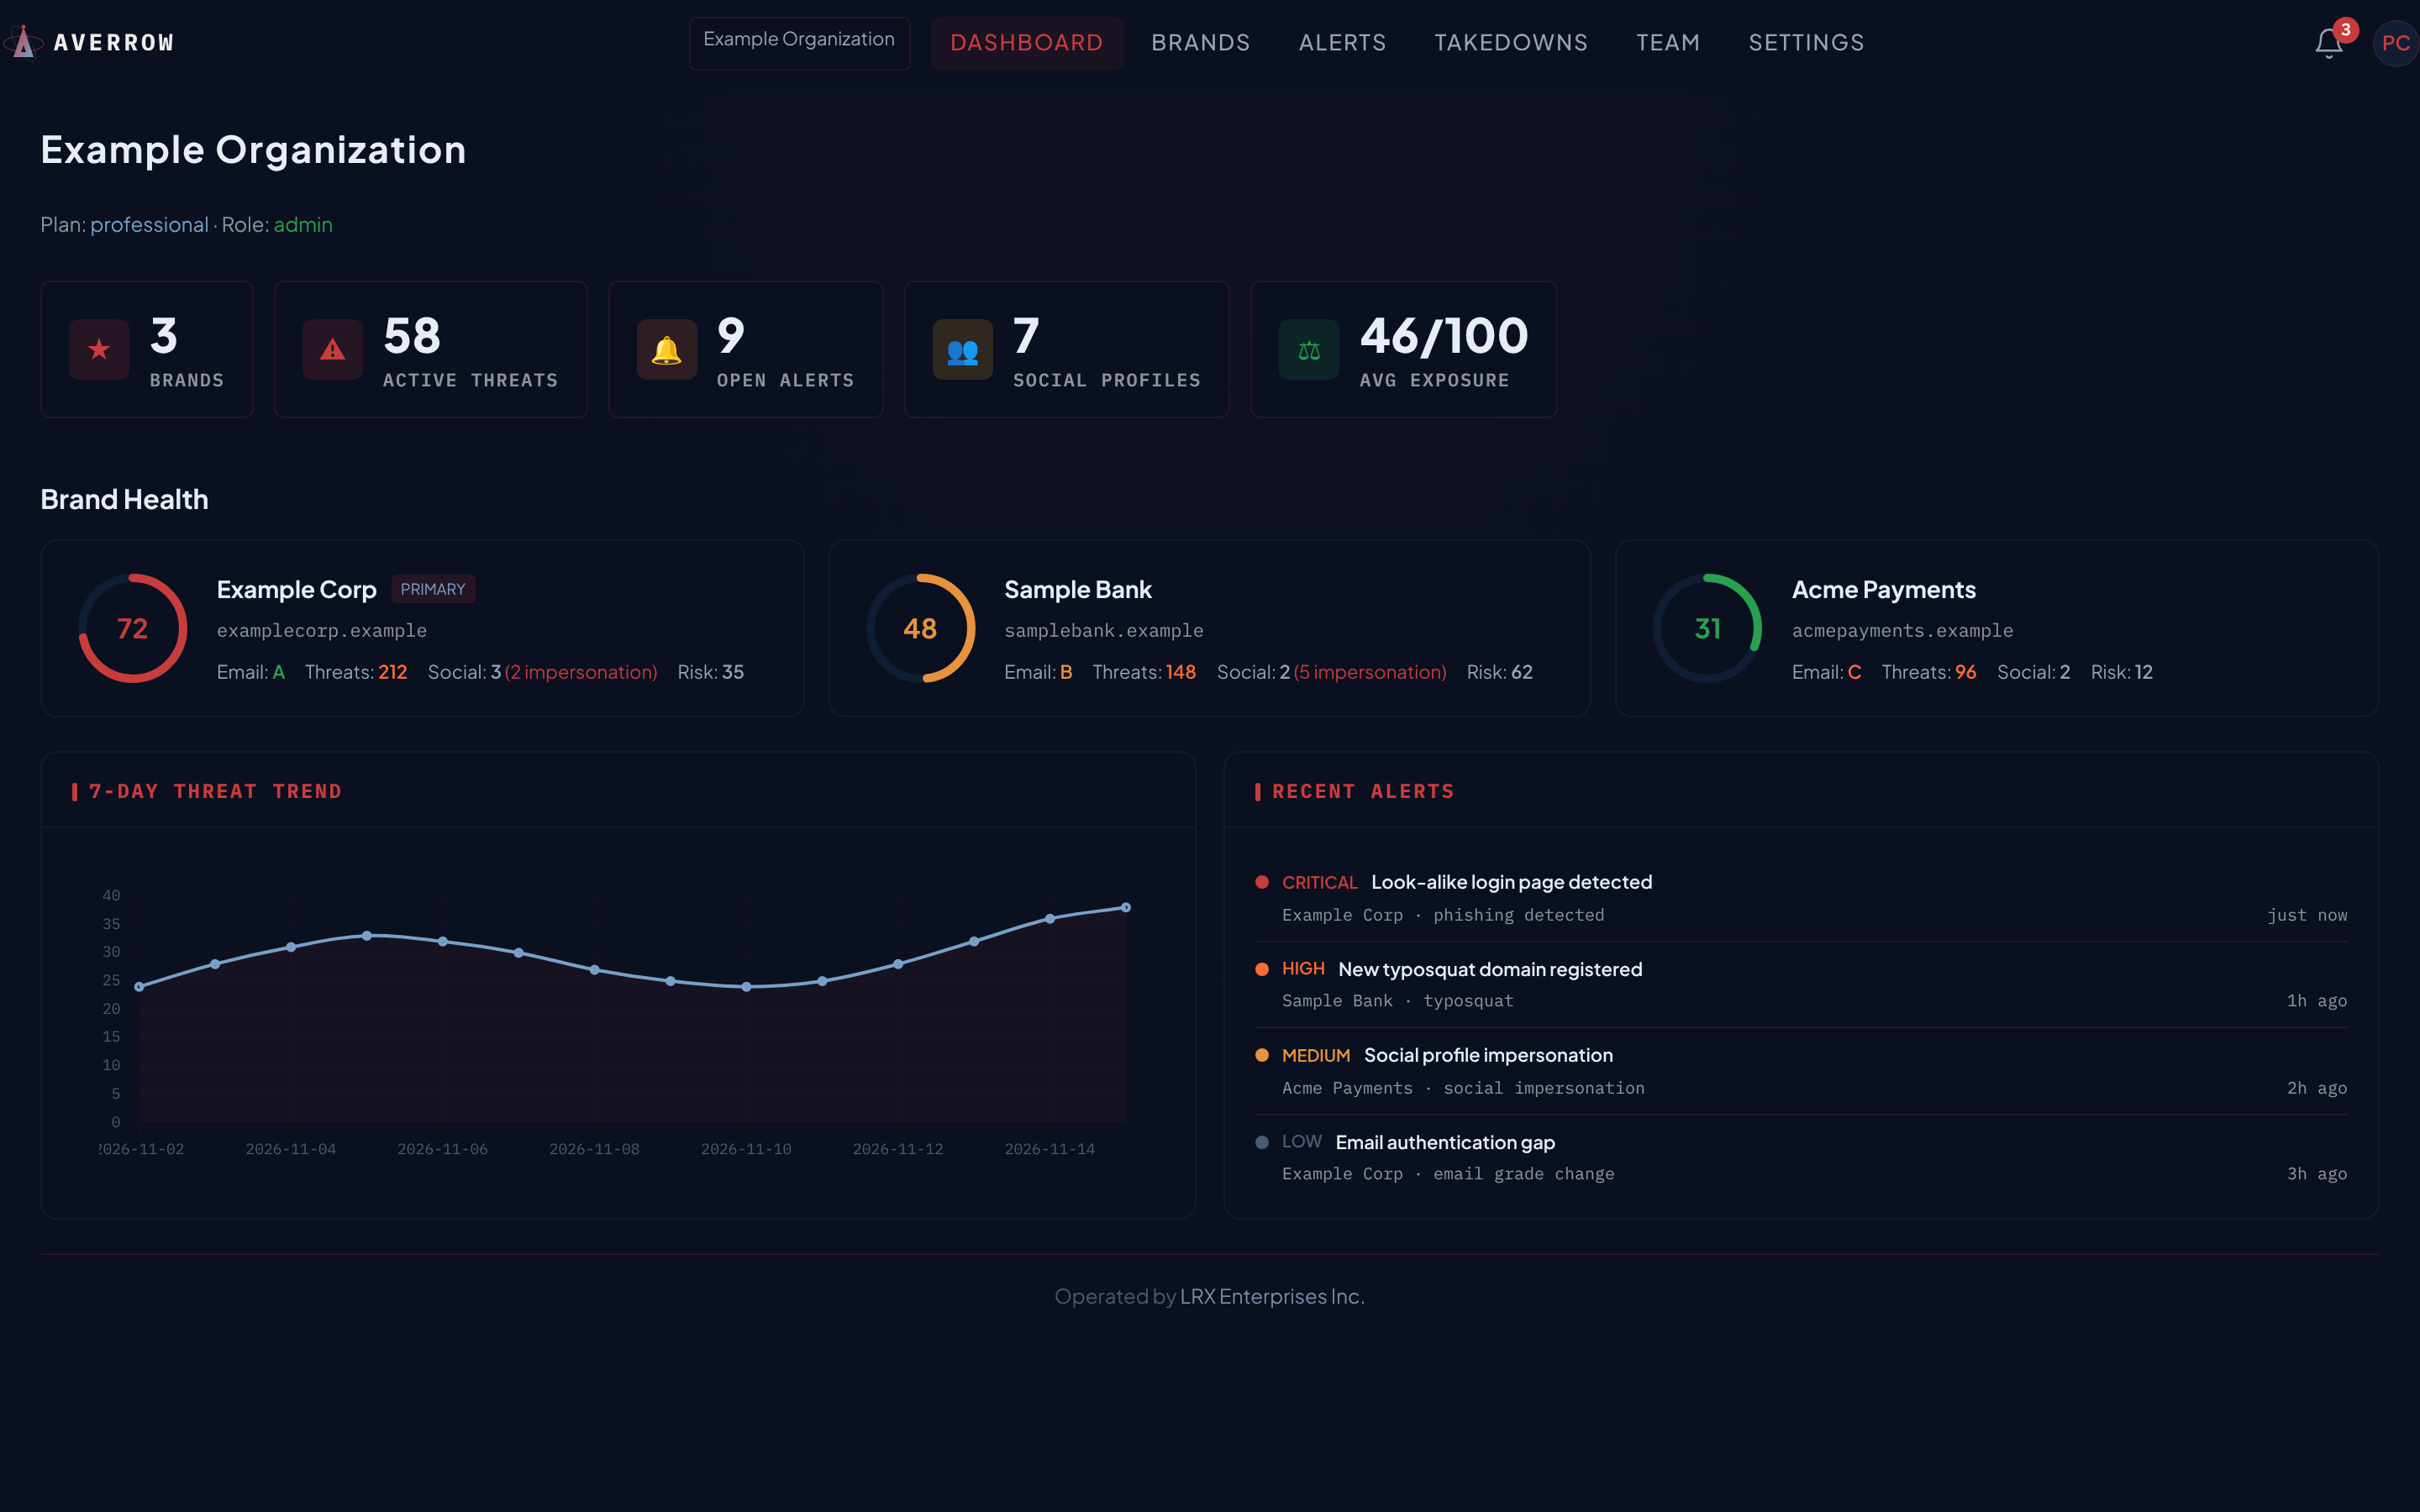 AVERROW
Example Organization
DASHBOARD
BRANDS
ALERTS
TAKEDOWNS
TEAM
SETTINGS
3
PC
Example Organization
Plan: professional · Role: admin
3
BRANDS
58
ACTIVE THREATS
9
OPEN ALERTS
7
SOCIAL PROFILES
46/100
AVG EXPOSURE
Brand Health
72
Example Corp PRIMARY
examplecorp.example
Email: A Threats: 212 Social: 3 (2 impersonation) Risk: 35
48
Sample Bank
samplebank.example
Email: B Threats: 148 Social: 2 (5 impersonation) Risk: 62
31
Acme Payments
acmepayments.example
Email: C Threats: 96 Social: 2 Risk: 12
7-DAY THREAT TREND
40
35
30
25
20
15
10
5
0
2026-11-02 2026-11-04 2026-11-06 2026-11-08 2026-11-10 2026-11-12 2026-11-14
RECENT ALERTS
CRITICAL Look-alike login page detected
Example Corp · phishing detected just now
HIGH New typosquat domain registered
Sample Bank · typosquat 1h ago
MEDIUM Social profile impersonation
Acme Payments · social impersonation 2h ago
LOW Email authentication gap
Example Corp · email grade change 3h ago
Operated by LRX Enterprises Inc.